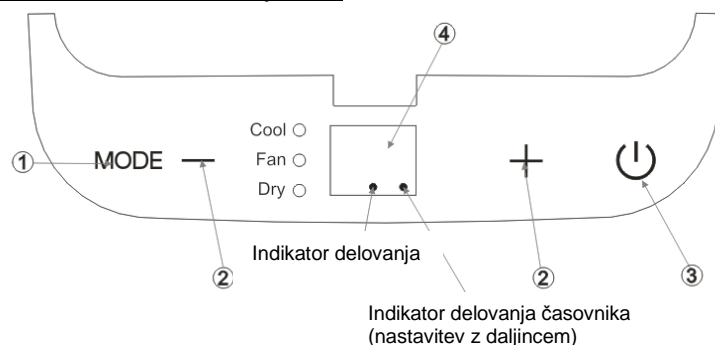 ④
Cool
① MODE Fan
Dry
Indikator delovanja
② ② ③
Indikator delovanja časovnika
(nastavitev z daljincem)